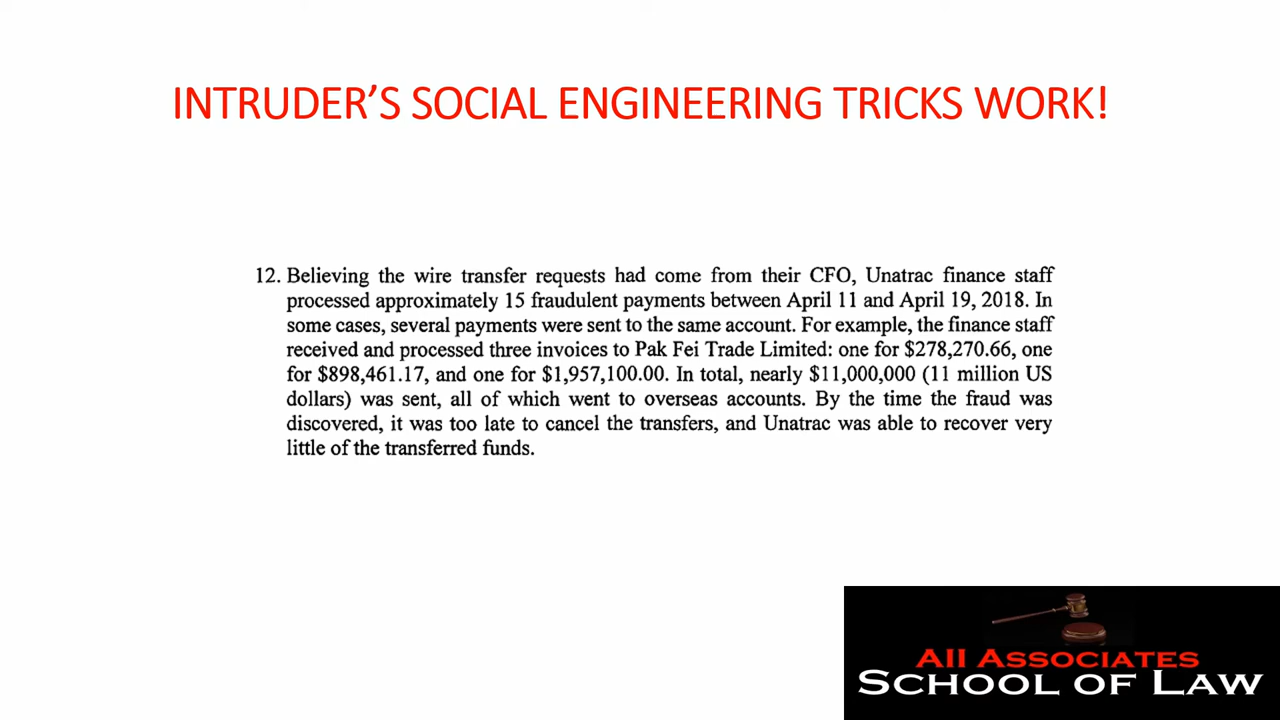 INTRUDER’S SOCIAL ENGINEERING TRICKS WORK!
12. Believing the wire transfer requests had come from their CFO, Unatrac finance staff
processed approximately 15 fraudulent payments between April 11 and April 19, 2018. In
some cases, several payments were sent to the same account. For example, the finance staff
received and processed three invoices to Pak Fei Trade Limited: one for $278,270.66, one
for $898,461.17, and one for $1,957,100.00. In total, nearly $11,000,000 (11 million US
dollars) was sent, all of which went to overseas accounts. By the time the fraud was
discovered, it was too late to cancel the transfers, and Unatrac was able to recover very
little of the transferred funds.
All Associates
School of Law